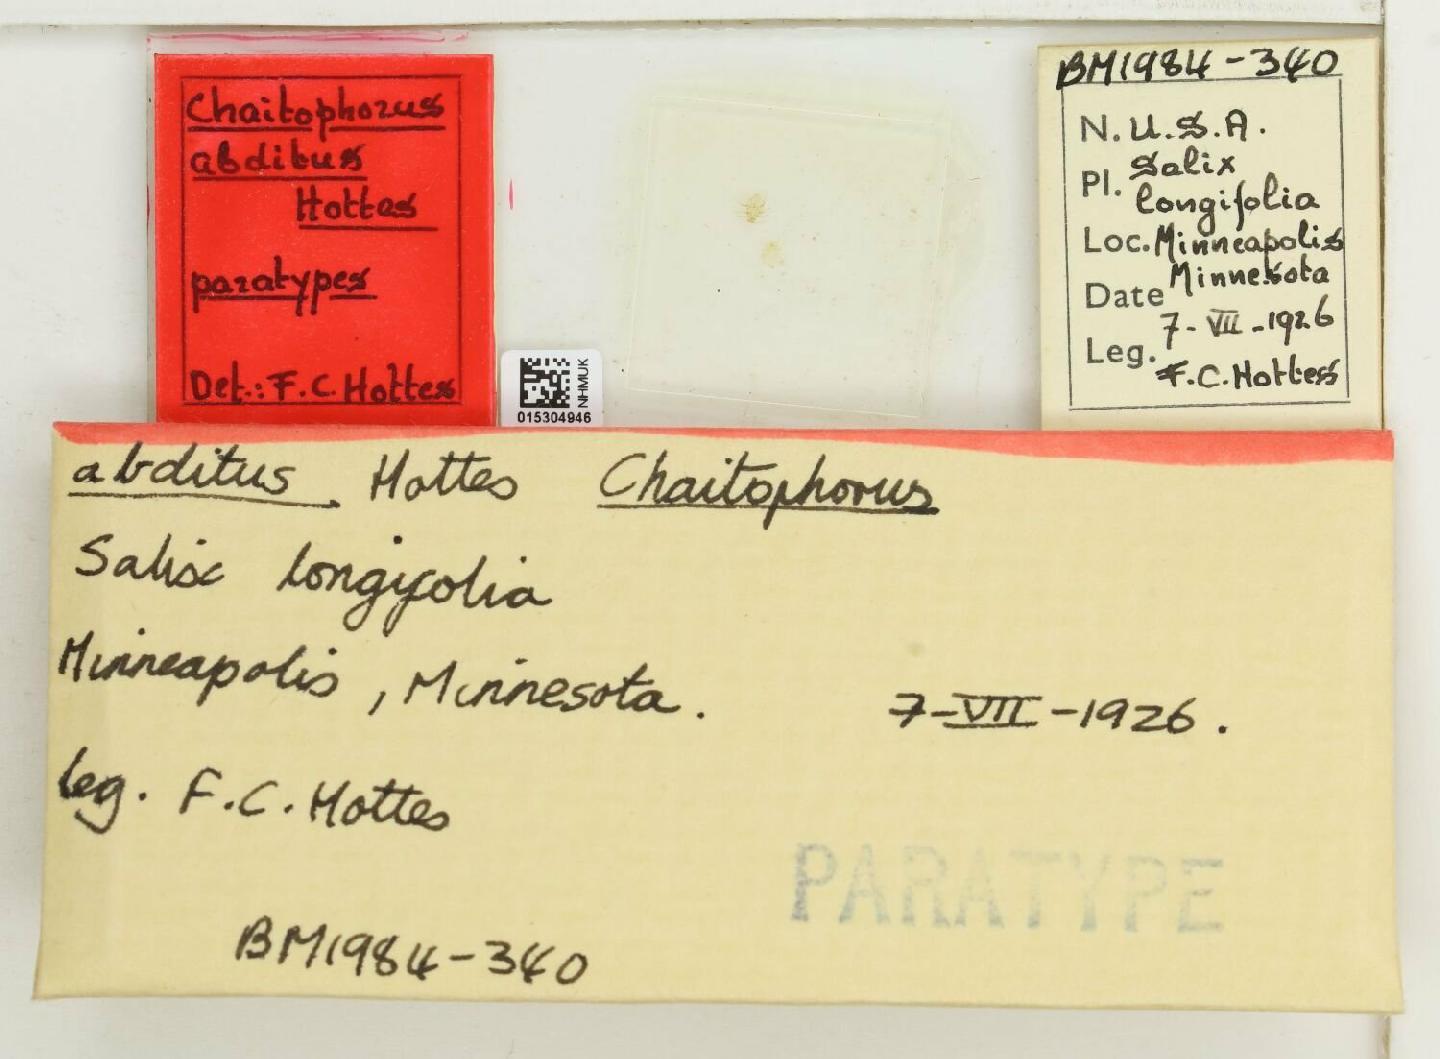 Chaitophorus
abditus
Hottes
paratypes
Det.: F.C. Hottes
NHMUK
015304946
BM1984-340
N. U.S.A.
Pl. Salix
longifolia
Loc. Minneapolis
Minnesota
Date
7-VII-1926
Leg.
F.C. Hottes
abditus Hottes Chaitophorus
Salix longifolia
Minneapolis, Minnesota. 7-VII-1926.
leg. F.C. Hottes
PARATYPE
BM1984-340